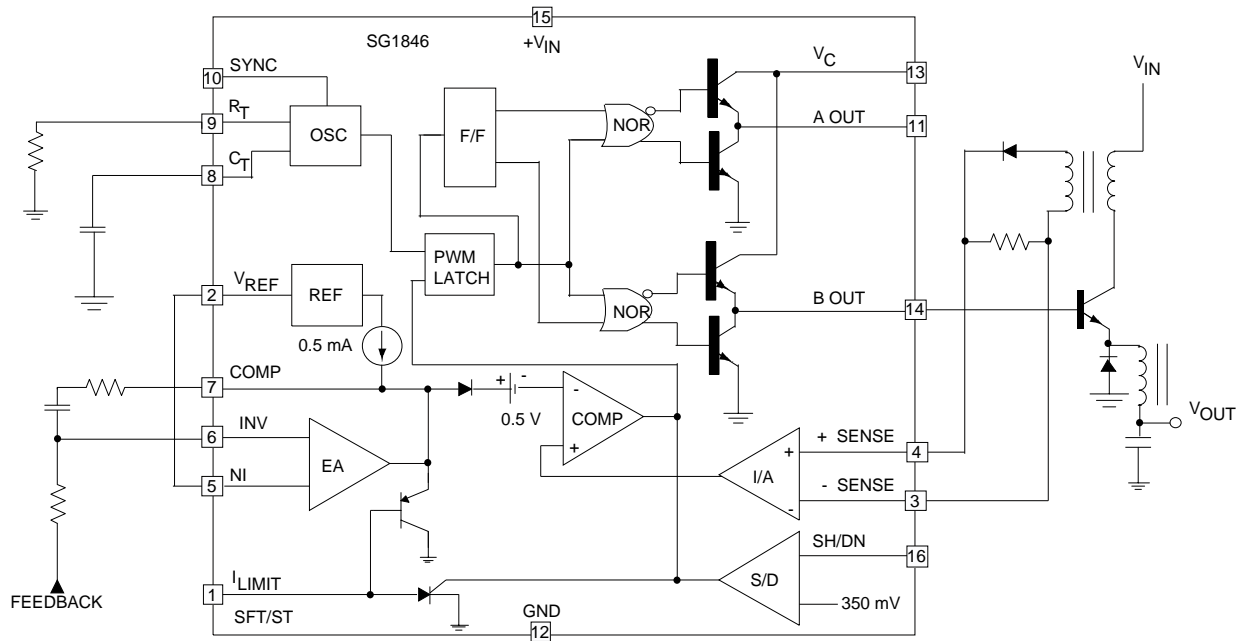 15
SG1846
+VIN
10
SYNC
VC
13
VIN
RT
9
OSC
F/F
NOR
A OUT
11
CT
8
PWM
LATCH
VREF
2
REF
NOR
B OUT
14
0.5 mA
COMP
7
+ -
0.5 V
-
COMP
+
VOUT
INV
6
EA
+ SENSE
4
+
I/A
NI
5
- SENSE
3
-
SH/DN
16
S/D
ILIMIT
1
350 mV
FEEDBACK
SFT/ST
GND
12